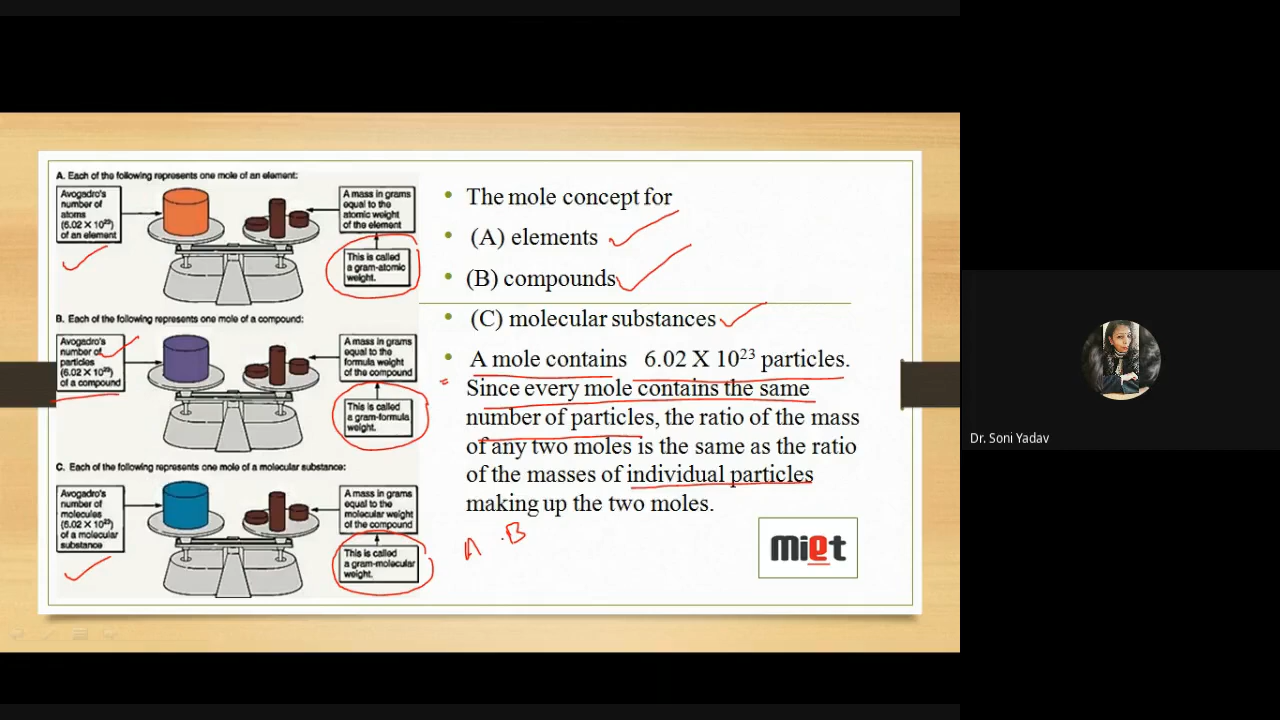 A. Each of the following represents one mole of an element:
Avogadro's
number of
atoms
(6.02 X 10²³)
of an element
A mass in grams
equal to the
atomic weight
of the element
This is called
a gram-atomic
weight.
B. Each of the following represents one mole of a compound:
Avogadro's
number of
particles
(6.02 X 10²³)
of a compound
A mass in grams
equal to the
formula weight
of the compound
This is called
a gram-formula
weight.
C. Each of the following represents one mole of a molecular substance:
Avogadro's
number of
molecules
(6.02 X 10²³)
of a molecular
substance
A mass in grams
equal to the
molecular weight
of the compound
This is called
a gram-molecular
weight.
• The mole concept for
• (A) elements
• (B) compounds
• (C) molecular substances
• A mole contains 6.02 X 10²³ particles.
Since every mole contains the same
number of particles, the ratio of the mass
of any two moles is the same as the ratio
of the masses of individual particles
making up the two moles.
A B
miet
Dr. Soni Yadav